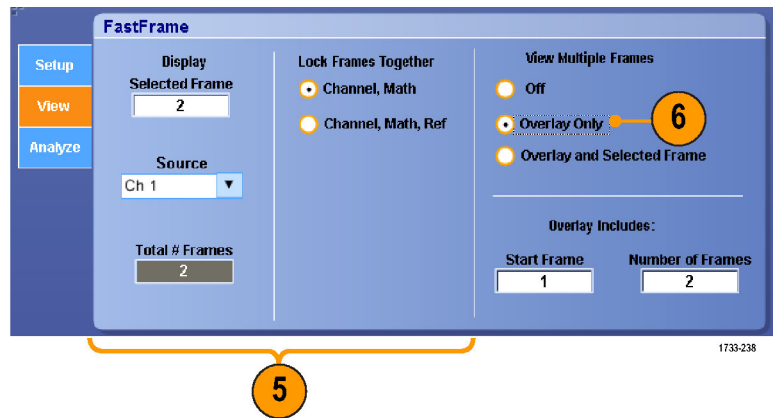 FastFrame
Setup
View
Analyze
Display
Selected Frame
2
Source
Ch 1
Total # Frames
2
Lock Frames Together
Channel, Math
Channel, Math, Ref
View Multiple Frames
Off
Overlay Only
6
Overlay and Selected Frame
Overlay Includes:
Start Frame
1
Number of Frames
2
1733-238
5